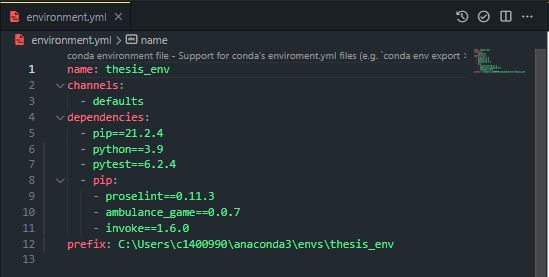 environment.yml
environment.yml > name
conda environment file - Support for conda's enviroment.yml files (e.g. `conda env export >
1 name: thesis_env
2 channels:
3   - defaults
4 dependencies:
5   - pip==21.2.4
6   - python==3.9
7   - pytest==6.2.4
8   - pip:
9     - proselint==0.11.3
10     - ambulance_game==0.0.7
11     - invoke==1.6.0
12 prefix: C:\Users\c1400990\anaconda3\envs\thesis_env
13